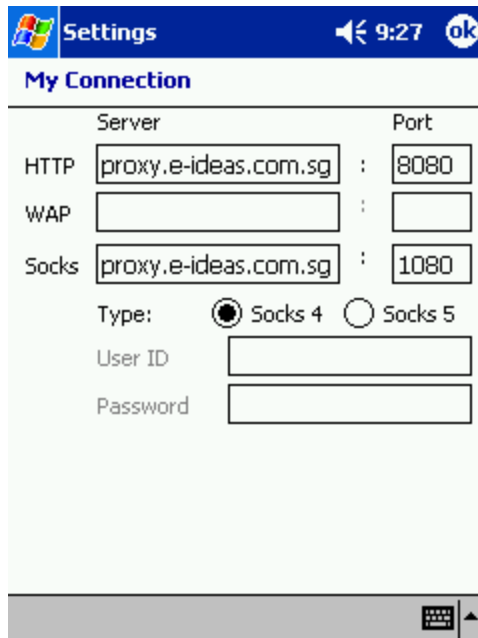 Settings 9:27 ok
My Connection
Server Port
HTTP proxy.e-ideas.com.sg : 8080
WAP :
Socks proxy.e-ideas.com.sg : 1080
Type: Socks 4 Socks 5
User ID
Password